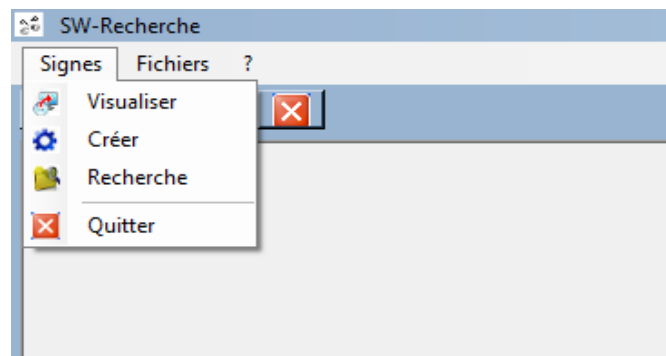 SW-Recherche
Signes Fichiers ?
Visualiser
Créer
Recherche
Quitter